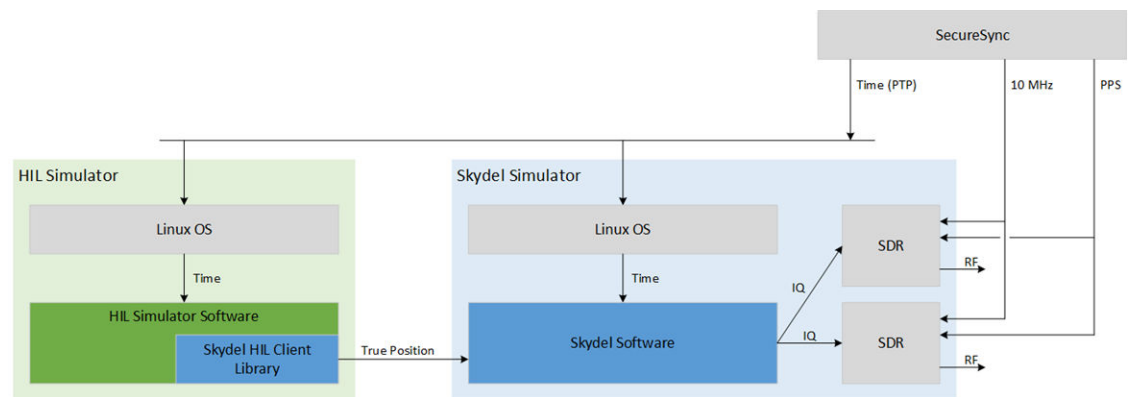 SecureSync
Time (PTP)
10 MHz
PPS
HIL Simulator
Skydel Simulator
Linux OS
Linux OS
SDR
RF
Time
Time
IQ
HIL Simulator Software
Skydel HIL Client
Library
True Position
Skydel Software
IQ
SDR
RF